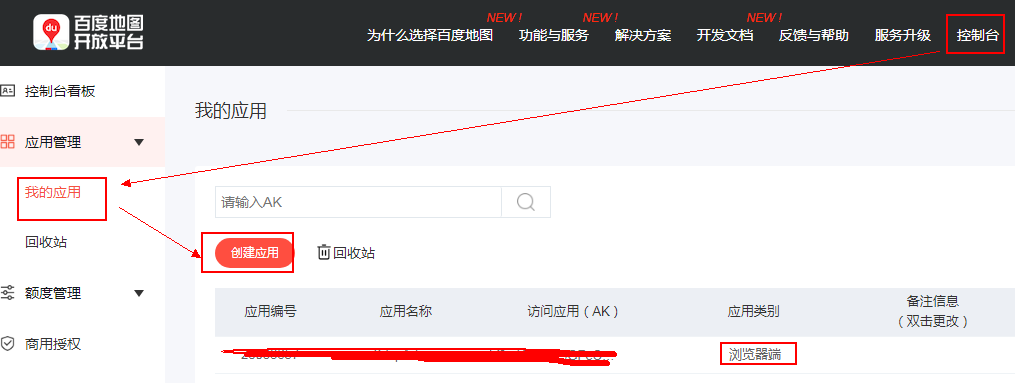 NEW! NEW! NEW!
du 百度地图 开放平台
为什么选择百度地图 功能与服务 解决方案 开发文档 反馈与帮助 服务升级 控制台
控制台看板
我的应用
应用管理
我的应用
请输入AK
回收站
创建应用 回收站
额度管理
应用编号 应用名称 访问应用（AK） 应用类别 备注信息
（双击更改）
商用授权
浏览器端